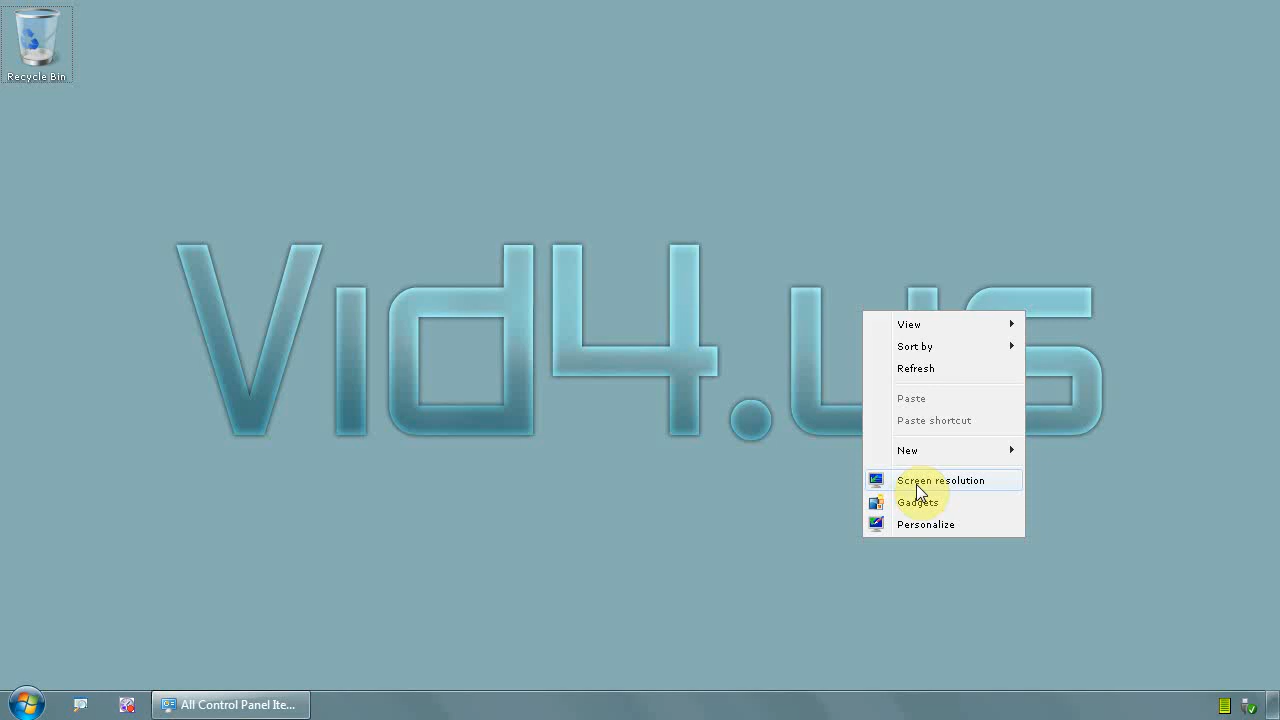 Recycle Bin
Vid4.us
View
Sort by
Refresh
Paste
Paste shortcut
New
Screen resolution
Gadgets
Personalize
All Control Panel Ite...